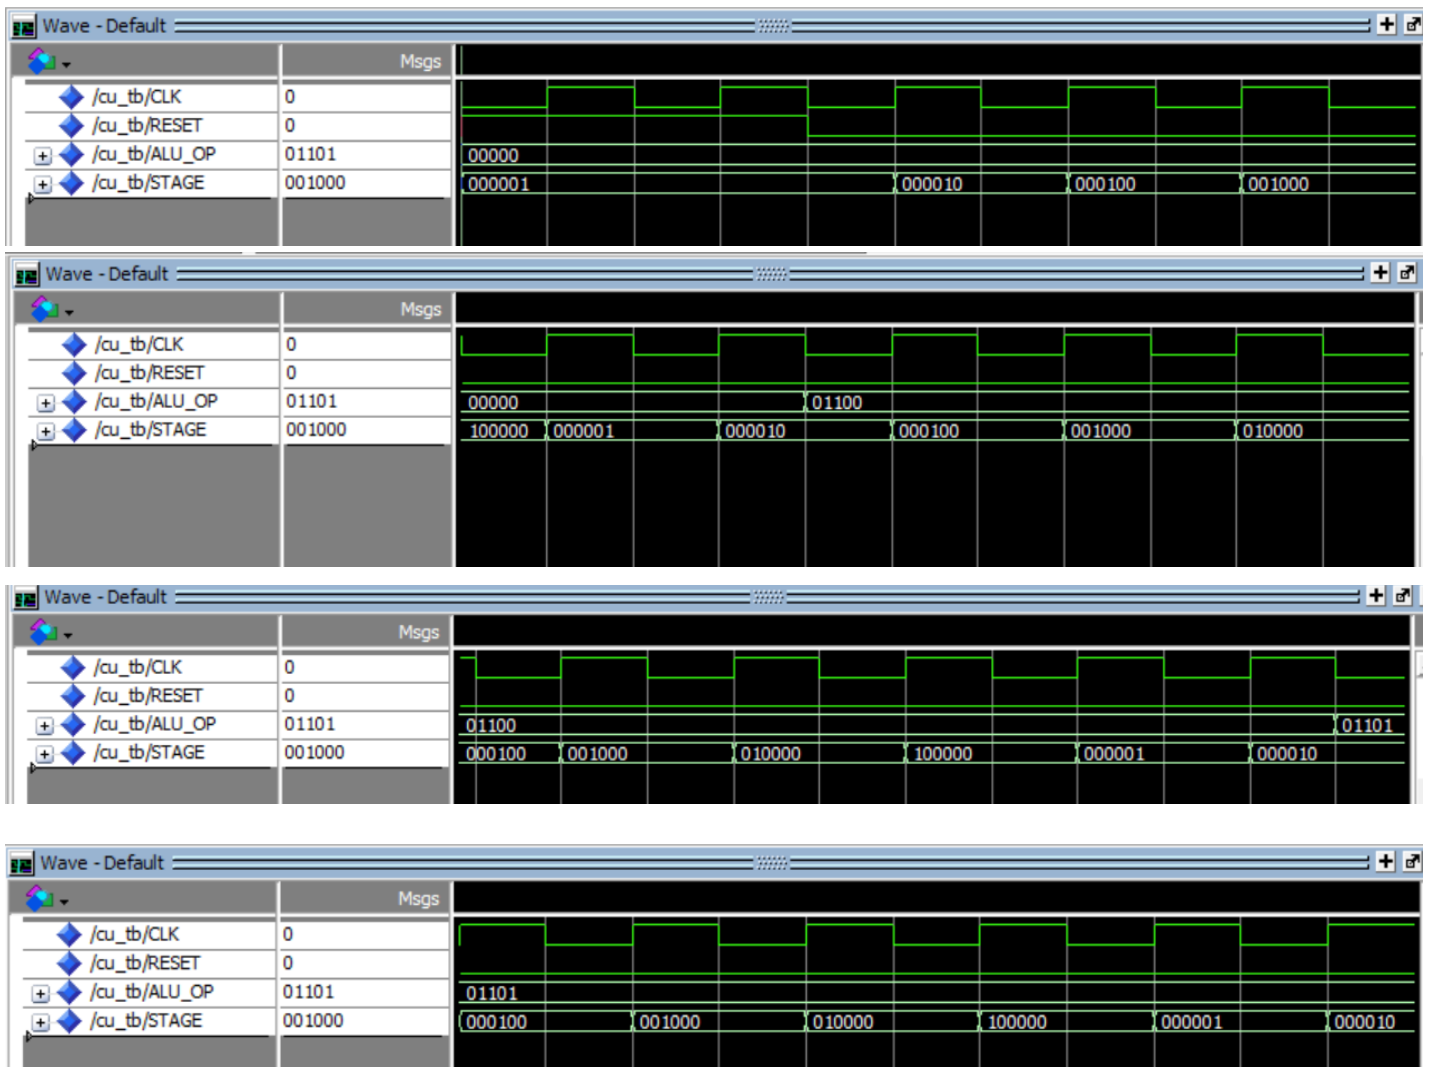 Wave - Default
Msgs
/cu_tb/CLK 0
/cu_tb/RESET 0
/cu_tb/ALU_OP 01101 00000
/cu_tb/STAGE 001000 000001 000010 000100 001000
Wave - Default
Msgs
/cu_tb/CLK 0
/cu_tb/RESET 0
/cu_tb/ALU_OP 01101 00000 01100
/cu_tb/STAGE 001000 100000 000001 000010 000100 001000 010000
Wave - Default
Msgs
/cu_tb/CLK 0
/cu_tb/RESET 0
/cu_tb/ALU_OP 01101 01100 01101
/cu_tb/STAGE 001000 000100 001000 010000 100000 000001 000010
Wave - Default
Msgs
/cu_tb/CLK 0
/cu_tb/RESET 0
/cu_tb/ALU_OP 01101 01101
/cu_tb/STAGE 001000 000100 001000 010000 100000 000001 000010